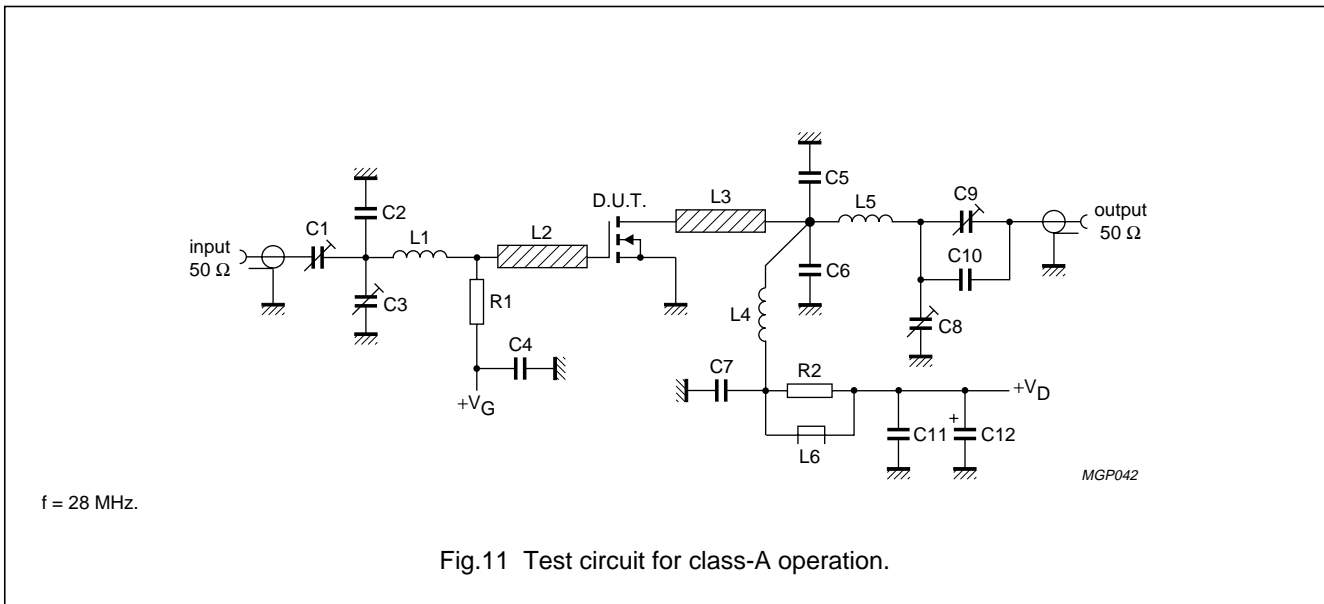 C5
D.U.T.
L3
L5
C9
C2
C1
L1
L2
input
50 Ω
output
50 Ω
C10
C6
R1
C3
L4
C8
C4
C7
R2
+VD
+VG
+
C11
C12
L6
MGP042
f = 28 MHz.
Fig.11 Test circuit for class-A operation.